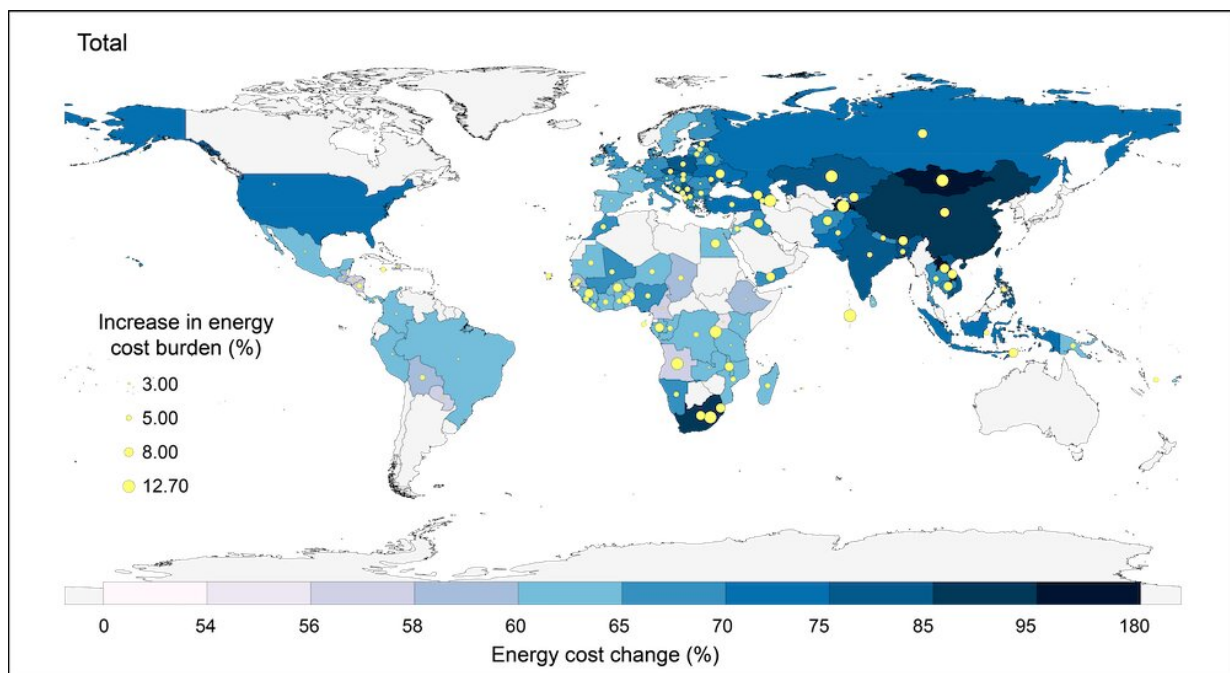 Total
Increase in energy
cost burden (%)
3.00
5.00
8.00
12.70
0 54 56 58 60 65 70 75 85 95 180
Energy cost change (%)